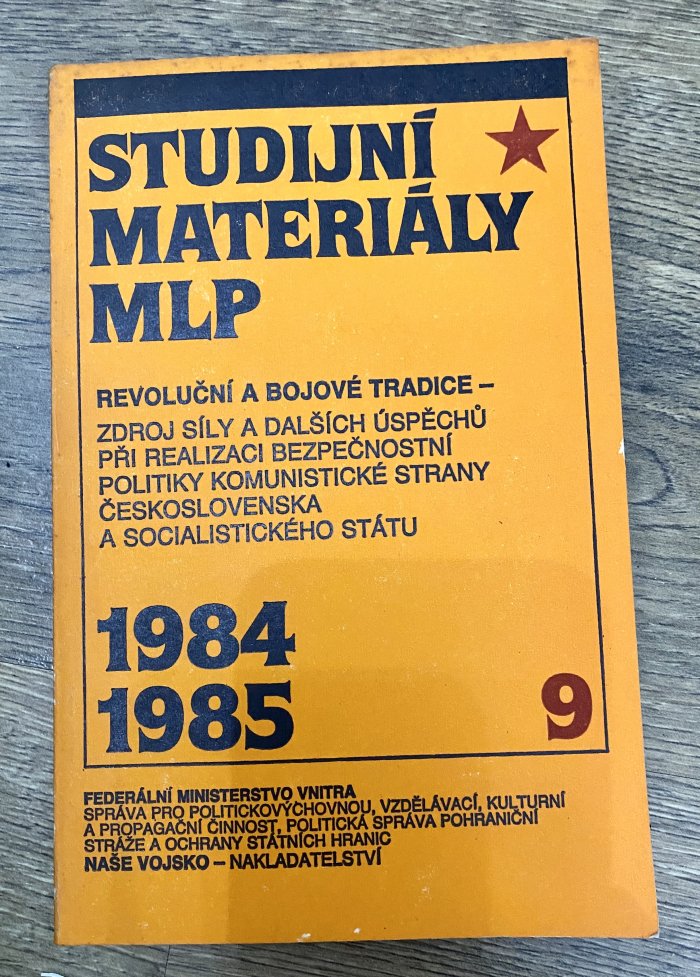 STUDIJNÍ
MATERIÁLY
MLP
REVOLUČNÍ A BOJOVÉ TRADICE –
ZDROJ SÍLY A DALŠÍCH ÚSPĚCHŮ
PŘI REALIZACI BEZPEČNOSTNÍ
POLITIKY KOMUNISTICKÉ STRANY
ČESKOSLOVENSKA
A SOCIALISTICKÉHO STÁTU
1984
1985
9
FEDERÁLNÍ MINISTERSTVO VNITRA
SPRÁVA PRO POLITICKOVÝCHOVNOU, VZDĚLÁVACÍ, KULTURNÍ
A PROPAGAČNÍ ČINNOST, POLITICKÁ SPRÁVA POHRANIČNÍ
STRÁŽE A OCHRANY STÁTNÍCH HRANIC
NAŠE VOJSKO – NAKLADATELSTVÍ